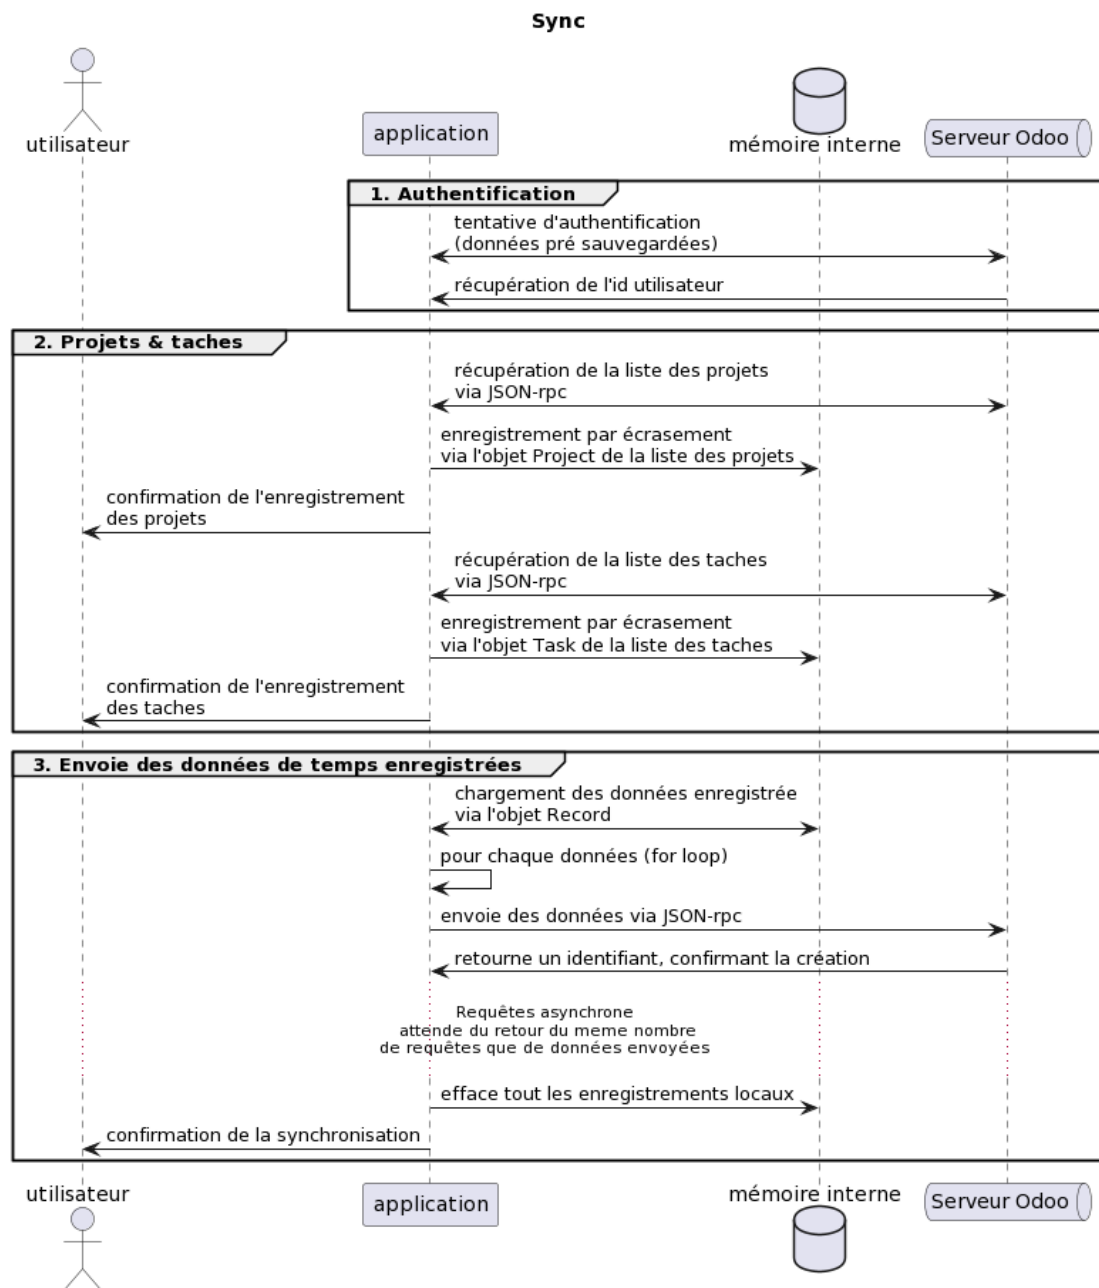 Sync
utilisateur
application
mémoire interne
Serveur Odoo
1. Authentification
tentative d'authentification
(données pré sauvegardées)
récupération de l'id utilisateur
2. Projets & taches
récupération de la liste des projets
via JSON-rpc
enregistrement par écrasement
via l'objet Project de la liste des projets
confirmation de l'enregistrement
des projets
récupération de la liste des taches
via JSON-rpc
enregistrement par écrasement
via l'objet Task de la liste des taches
confirmation de l'enregistrement
des taches
3. Envoie des données de temps enregistrées
chargement des données enregistrée
via l'objet Record
pour chaque données (for loop)
envoie des données via JSON-rpc
retourne un identifiant, confirmant la création
Requêtes asynchrone
attende du retour du meme nombre
de requêtes que de données envoyées
efface tout les enregistrements locaux
confirmation de la synchronisation
utilisateur
application
mémoire interne
Serveur Odoo